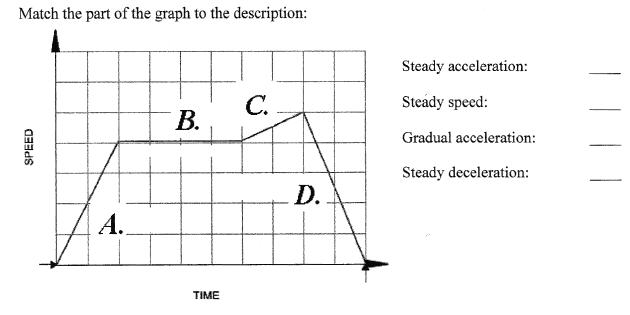 Match the part of the graph to the description:
SPEED
A.
B.
C.
D.
TIME
Steady acceleration:
Steady speed:
Gradual acceleration:
Steady deceleration: